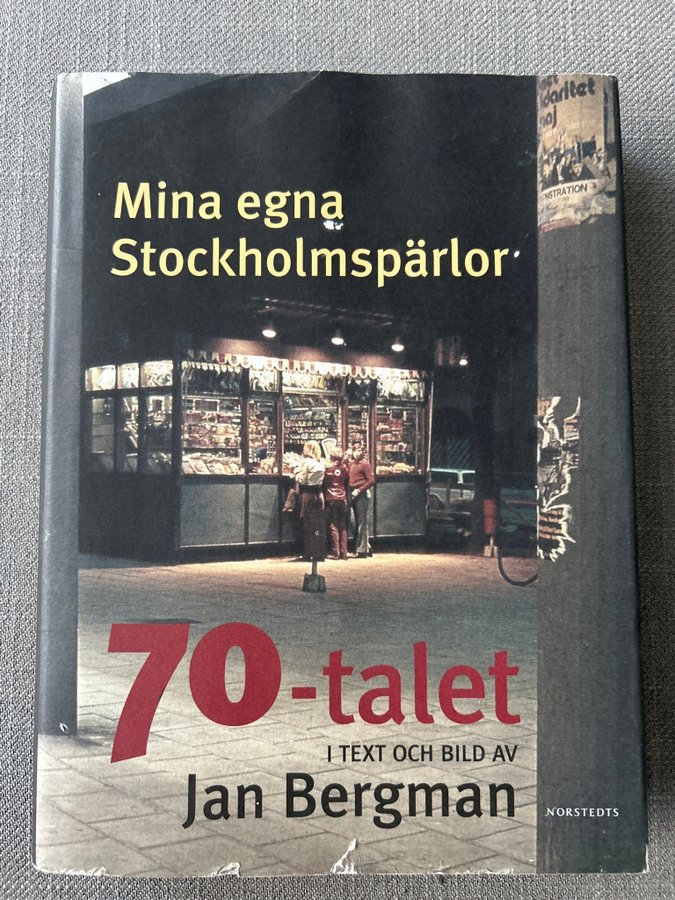 Mina egna
Stockholmspärlor
70-talet
I TEXT OCH BILD AV
Jan Bergman
NORSTEDTS